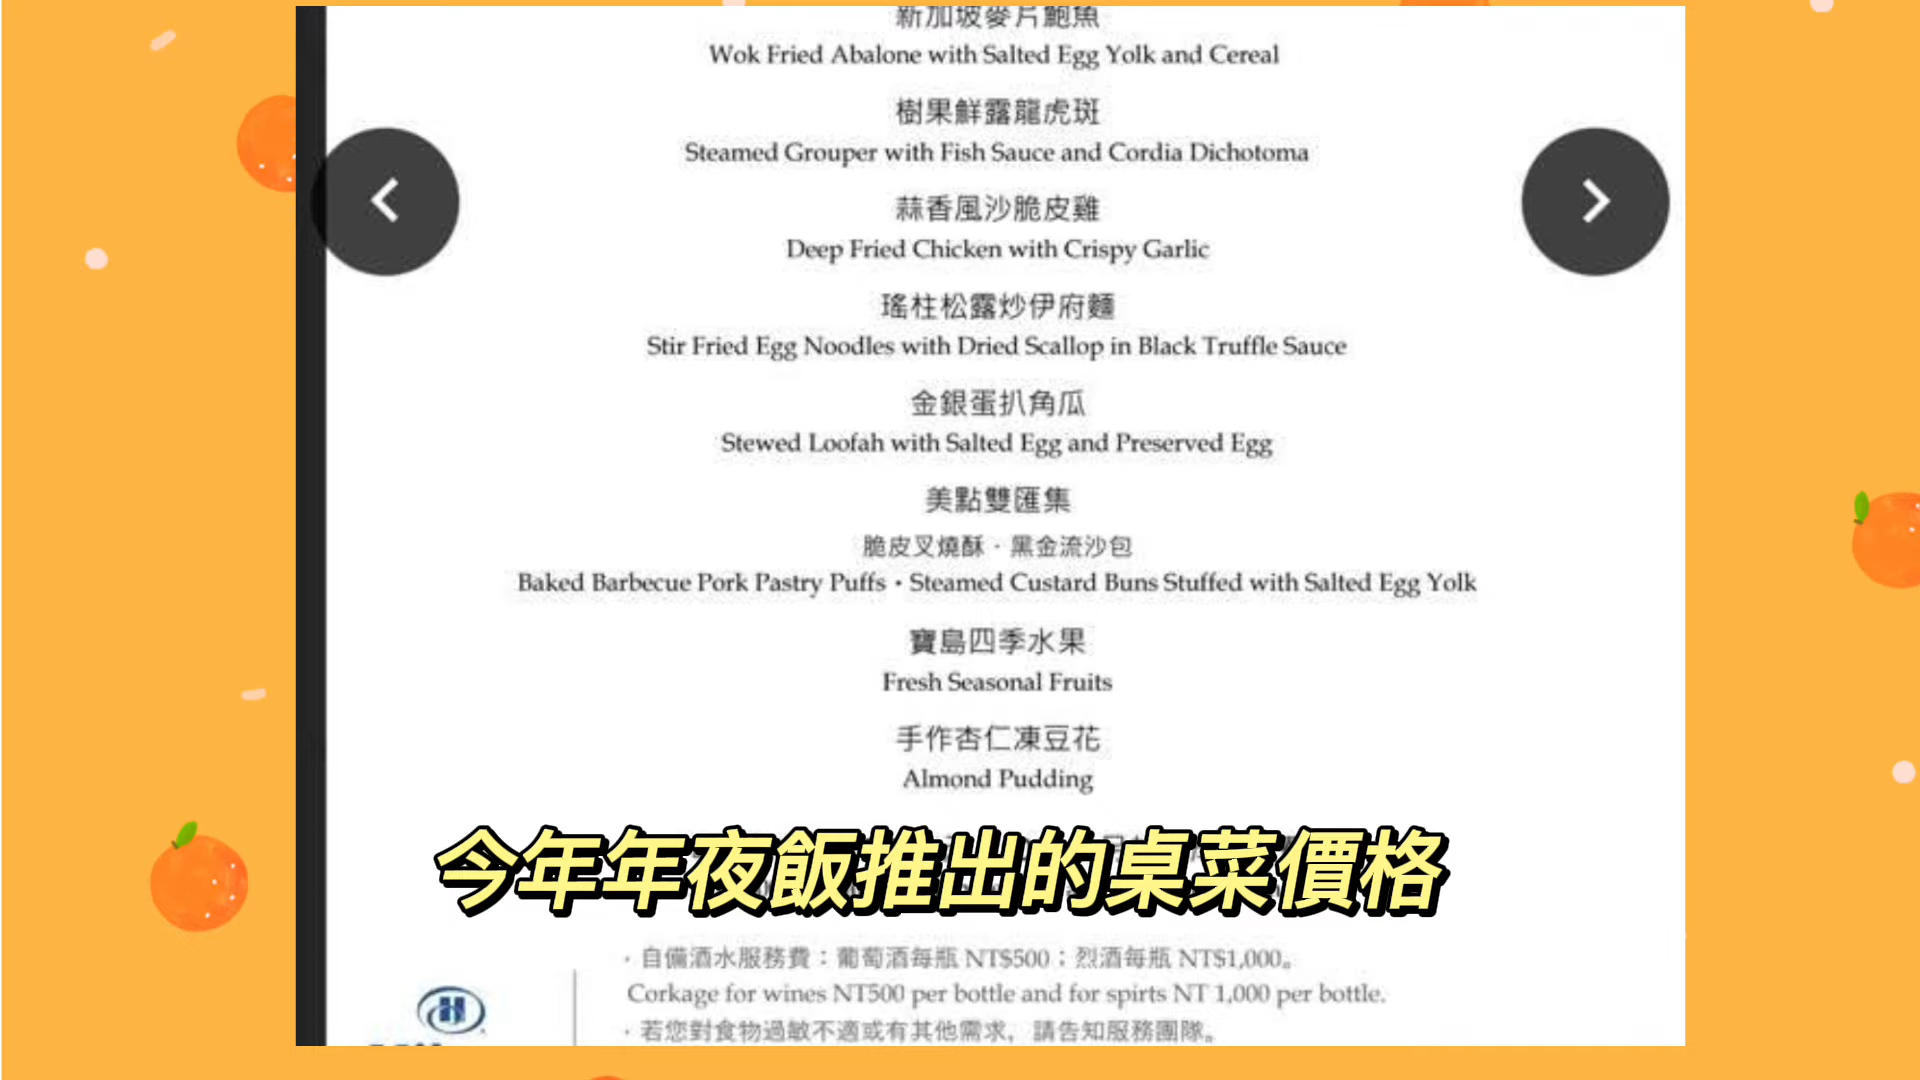 新加坡麥片鮑魚
Wok Fried Abalone with Salted Egg Yolk and Cereal
樹果鮮露龍虎斑
Steamed Grouper with Fish Sauce and Cordia Dichotoma
蒜香風沙脆皮雞
Deep Fried Chicken with Crispy Garlic
瑤柱松露炒伊府麵
Stir Fried Egg Noodles with Dried Scallop in Black Truffle Sauce
金銀蛋扒角瓜
Stewed Loofah with Salted Egg and Preserved Egg
美點雙匯集
脆皮叉燒酥·黑金流沙包
Baked Barbecue Pork Pastry Puffs • Steamed Custard Buns Stuffed with Salted Egg Yolk
寶島四季水果
Fresh Seasonal Fruits
手作杏仁凍豆花
Almond Pudding
今年年夜飯推出的桌菜價格
· 自備酒水服務費：葡萄酒每瓶 NT$500；烈酒每瓶 NT$1,000。
Corkage for wines NT500 per bottle and for spirts NT 1,000 per bottle.
· 若您對食物過敏不適或有其他需求，請告知服務團隊。